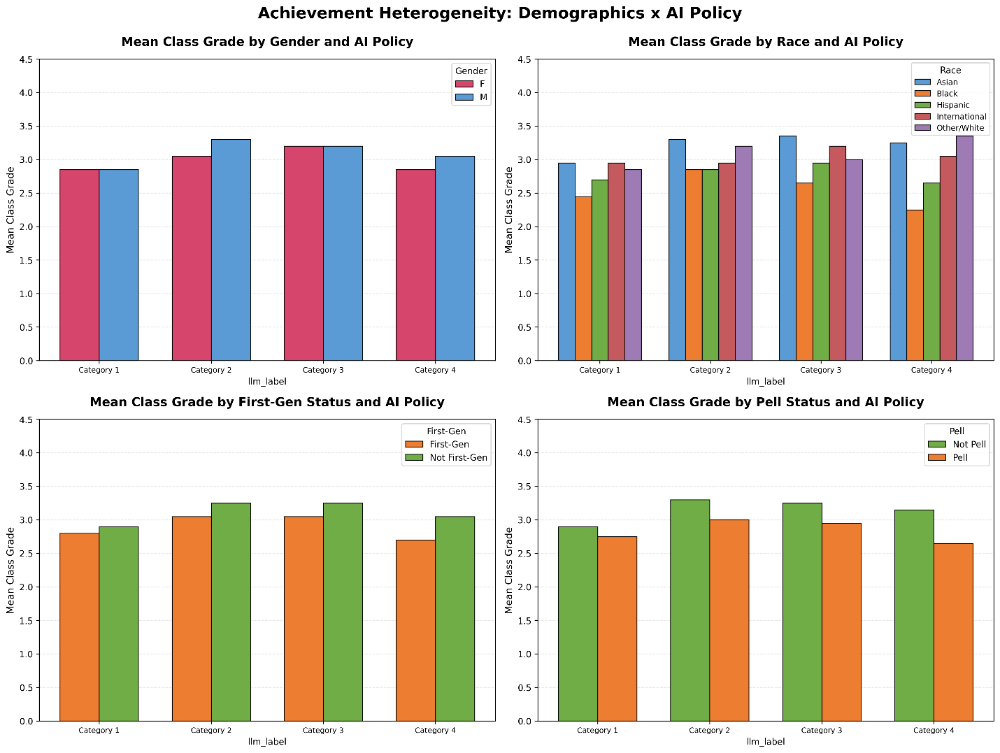 Achievement Heterogeneity: Demographics x AI Policy
Mean Class Grade by Gender and AI Policy
Mean Class Grade
4.5
4.0
3.5
3.0
2.5
2.0
1.5
1.0
0.5
0.0
Gender
F
M
Category 1
Category 2
Category 3
Category 4
llm_label
Mean Class Grade by Race and AI Policy
Mean Class Grade
4.5
4.0
3.5
3.0
2.5
2.0
1.5
1.0
0.5
0.0
Race
Asian
Black
Hispanic
International
Other/White
Category 1
Category 2
Category 3
Category 4
llm_label
Mean Class Grade by First-Gen Status and AI Policy
Mean Class Grade
4.5
4.0
3.5
3.0
2.5
2.0
1.5
1.0
0.5
0.0
First-Gen
First-Gen
Not First-Gen
Category 1
Category 2
Category 3
Category 4
llm_label
Mean Class Grade by Pell Status and AI Policy
Mean Class Grade
4.5
4.0
3.5
3.0
2.5
2.0
1.5
1.0
0.5
0.0
Pell
Not Pell
Pell
Category 1
Category 2
Category 3
Category 4
llm_label